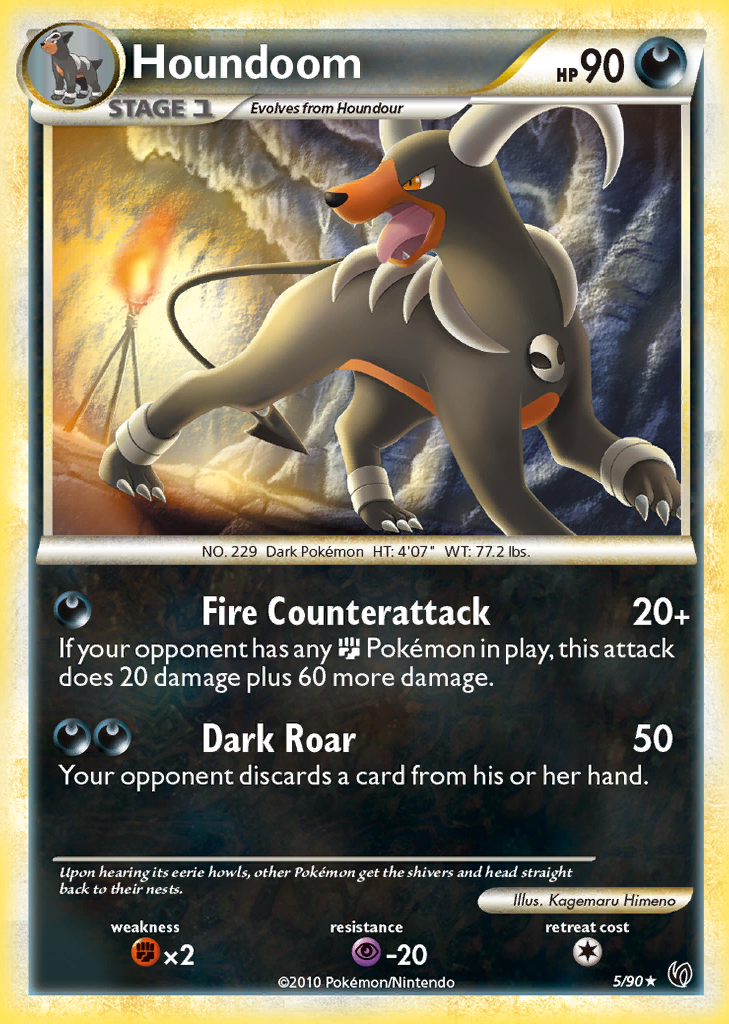 Houndoom
HP 90
STAGE 1
Evolves from Houndour
NO. 229 Dark Pokémon HT: 4'07" WT: 77.2 lbs.
Fire Counterattack 20+
If your opponent has any Pokémon in play, this attack
does 20 damage plus 60 more damage.
Dark Roar 50
Your opponent discards a card from his or her hand.
Upon hearing its eerie howls, other Pokémon get the shivers and head straight
back to their nests.
Illus. Kagemaru Himeno
weakness resistance retreat cost
×2 -20
©2010 Pokémon/Nintendo 5/90★